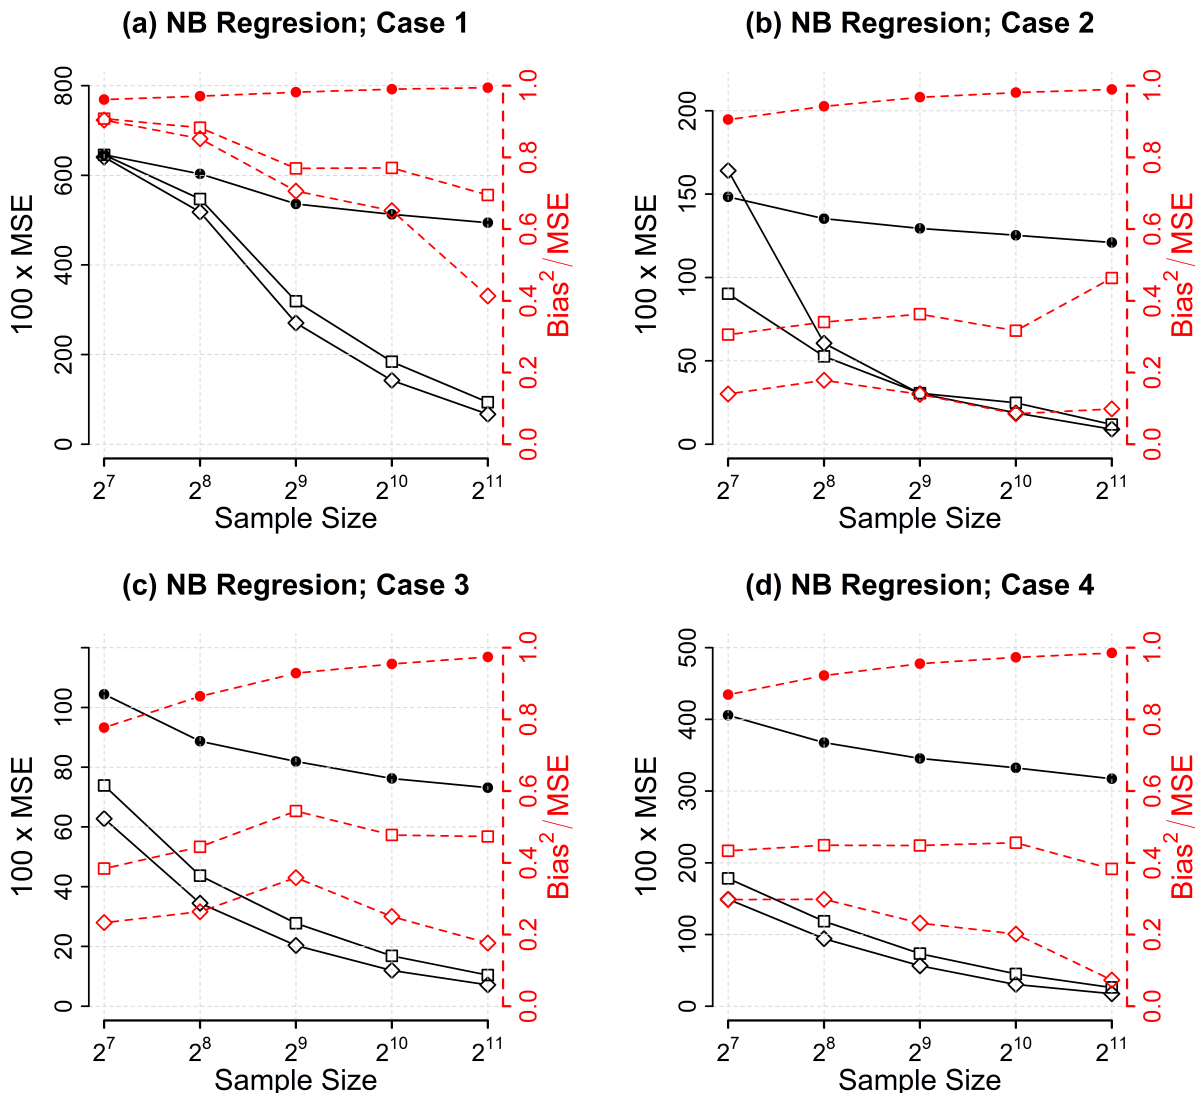 (a) NB Regresion; Case 1
800
600
400
200
0
100 x MSE
1.0
0.8
0.6
0.4
0.2
0.0
Bias² / MSE
2⁷ 2⁸ 2⁹ 2¹⁰ 2¹¹
Sample Size
(b) NB Regresion; Case 2
200
150
100
50
0
100 x MSE
1.0
0.8
0.6
0.4
0.2
0.0
Bias² / MSE
2⁷ 2⁸ 2⁹ 2¹⁰ 2¹¹
Sample Size
(c) NB Regresion; Case 3
100
80
60
40
20
0
100 x MSE
1.0
0.8
0.6
0.4
0.2
0.0
Bias² / MSE
2⁷ 2⁸ 2⁹ 2¹⁰ 2¹¹
Sample Size
(d) NB Regresion; Case 4
500
400
300
200
100
0
100 x MSE
1.0
0.8
0.6
0.4
0.2
0.0
Bias² / MSE
2⁷ 2⁸ 2⁹ 2¹⁰ 2¹¹
Sample Size